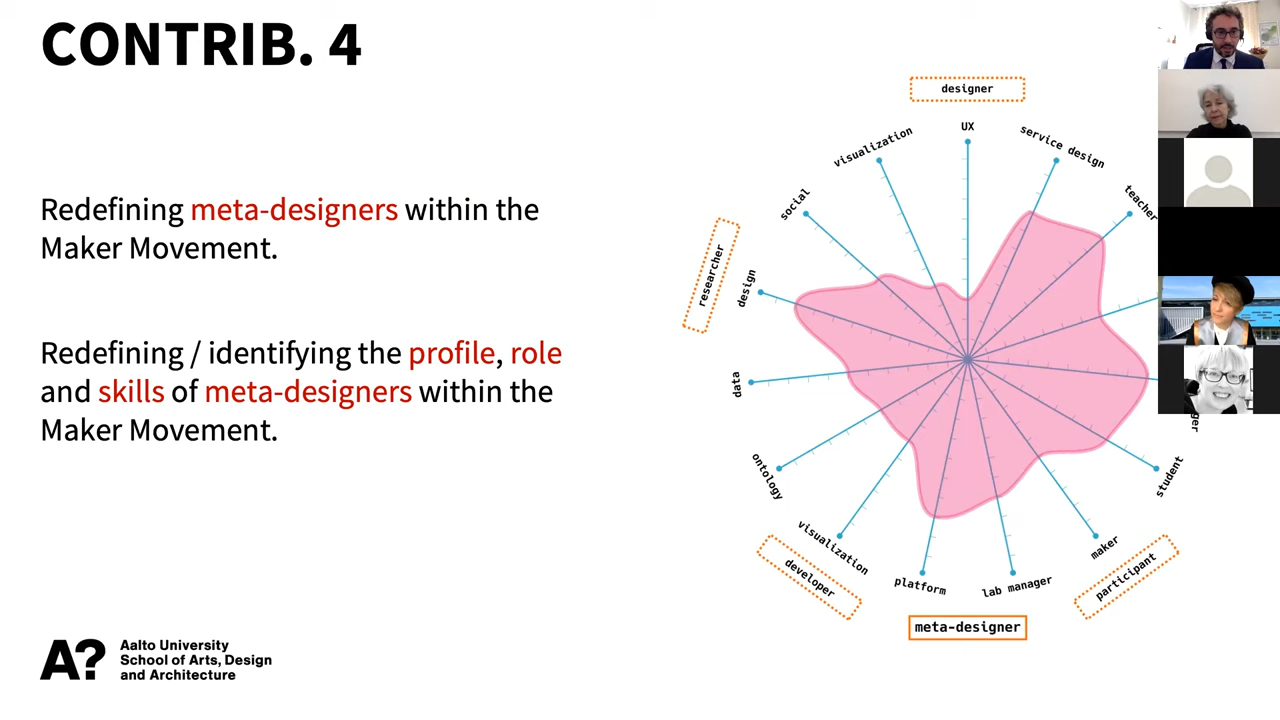 CONTRIB. 4
Redefining meta-designers within the
Maker Movement.
Redefining / identifying the profile, role
and skills of meta-designers within the
Maker Movement.
designer
UX
visualization
service design
social
teacher
researcher
design
data
ontology
student
visualization
maker
developer
platform
lab manager
participant
meta-designer
A?
Aalto University
School of Arts, Design
and Architecture